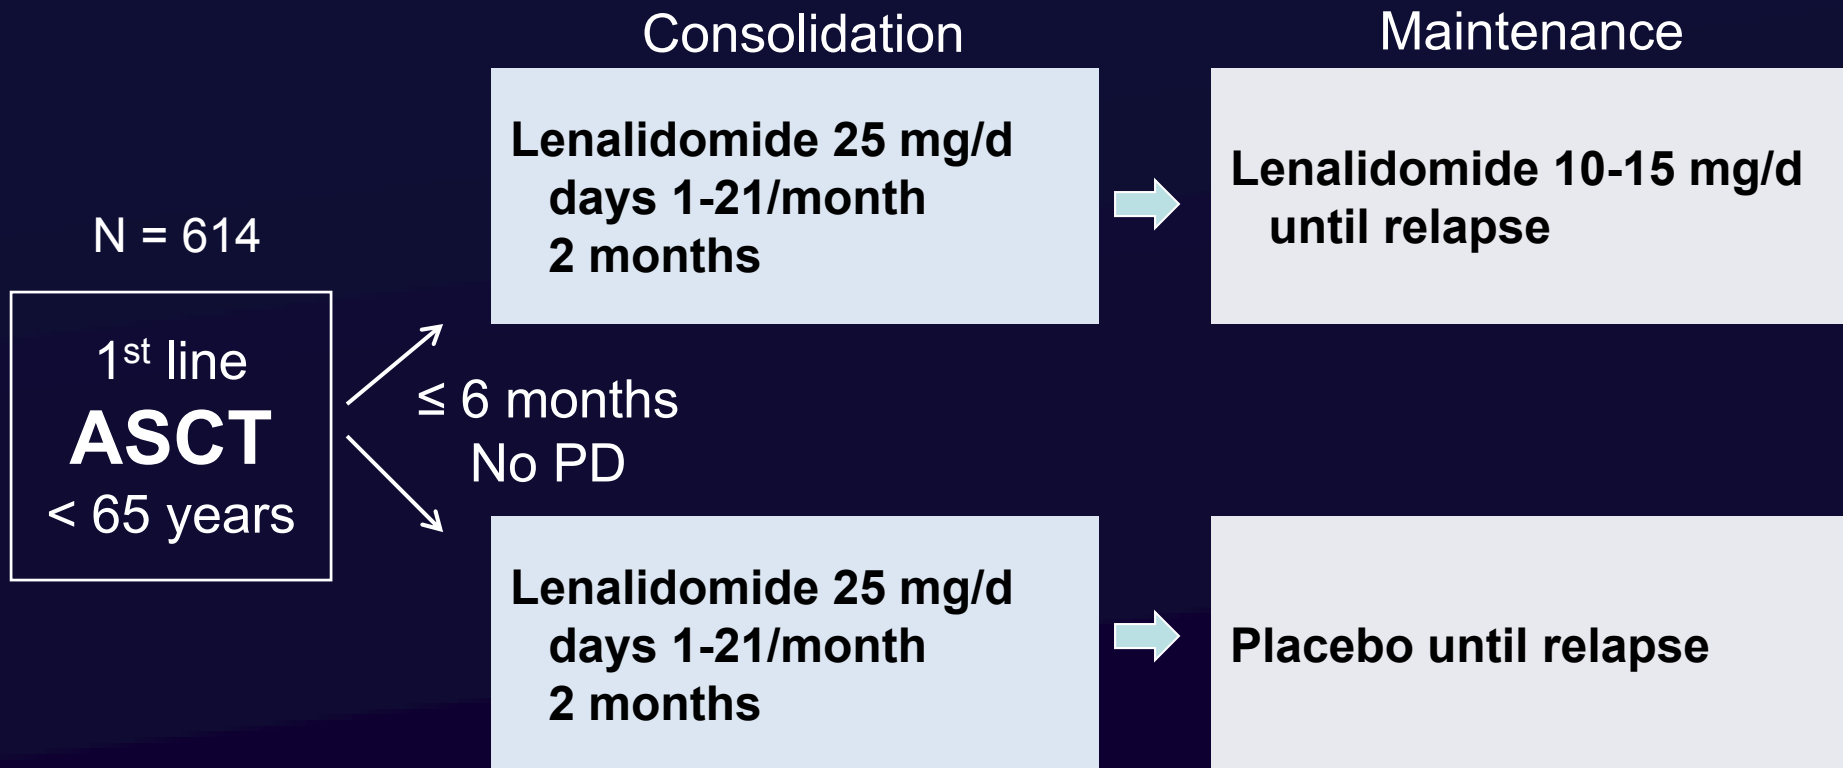 Consolidation
Maintenance
N = 614
1st line
ASCT
< 65 years
≤ 6 months
No PD
Lenalidomide 25 mg/d
days 1-21/month
2 months
Lenalidomide 10-15 mg/d
until relapse
Lenalidomide 25 mg/d
days 1-21/month
2 months
Placebo until relapse